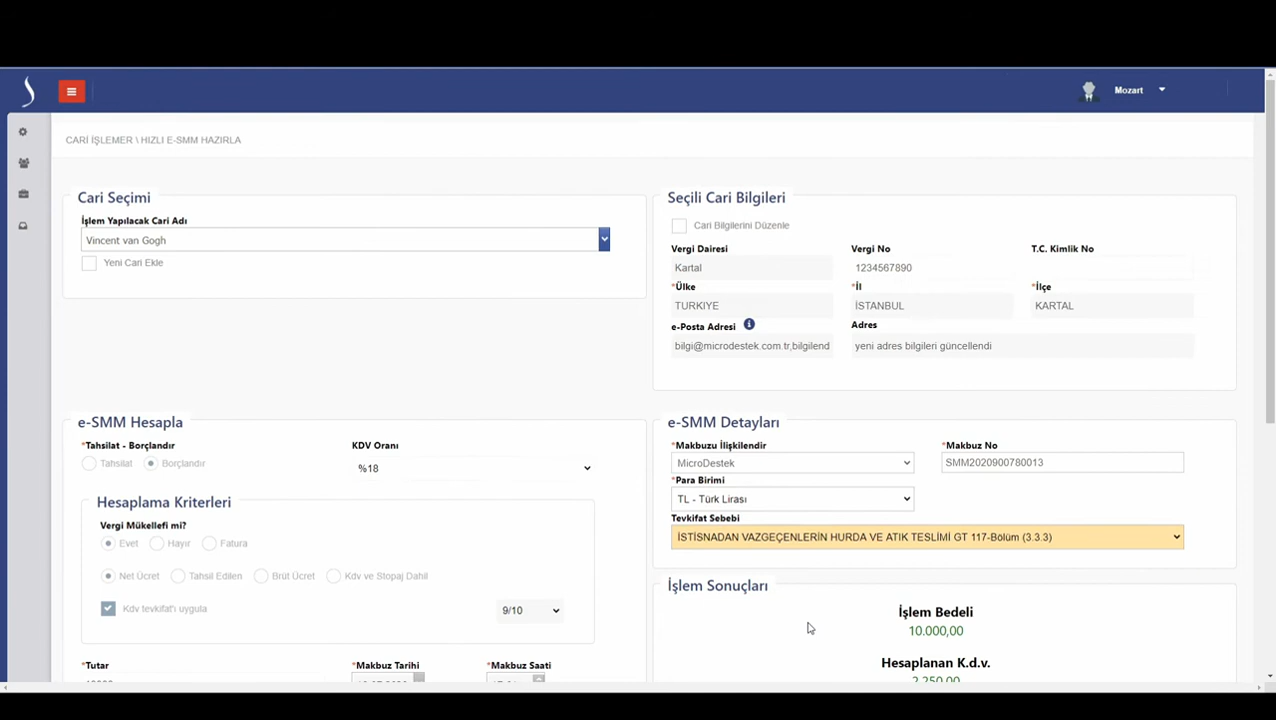 Mozart
CARİ İŞLEMER \ HIZLI E-SMM HAZIRLA
Cari Seçimi
İşlem Yapılacak Cari Adı
Vincent van Gogh
Yeni Cari Ekle
Seçili Cari Bilgileri
Cari Bilgilerini Düzenle
Vergi Dairesi Vergi No T.C. Kimlik No
Kartal 1234567890
*Ülke *İl *İlçe
TURKIYE İSTANBUL KARTAL
e-Posta Adresi Adres
bilgi@microdestek.com.tr,bilgilend yeni adres bilgileri güncellendi
e-SMM Hesapla
*Tahsilat - Borçlandır KDV Oranı
Tahsilat Borçlandır %18
Hesaplama Kriterleri
Vergi Mükellefi mi?
Evet Hayır Fatura
Net Ücret Tahsil Edilen Brüt Ücret Kdv ve Stopaj Dahil
Kdv tevkifat'ı uygula 9/10
*Tutar *Makbuz Tarihi *Makbuz Saati
e-SMM Detayları
*Makbuzu İlişkilendir *Makbuz No
MicroDestek SMM2020900780013
*Para Birimi
TL - Türk Lirası
Tevkifat Sebebi
İSTİSNADAN VAZGEÇENLERİN HURDA VE ATIK TESLİMİ GT 117-Bölüm (3.3.3)
İşlem Sonuçları
İşlem Bedeli
10.000,00
Hesaplanan K.d.v.
2.250,00